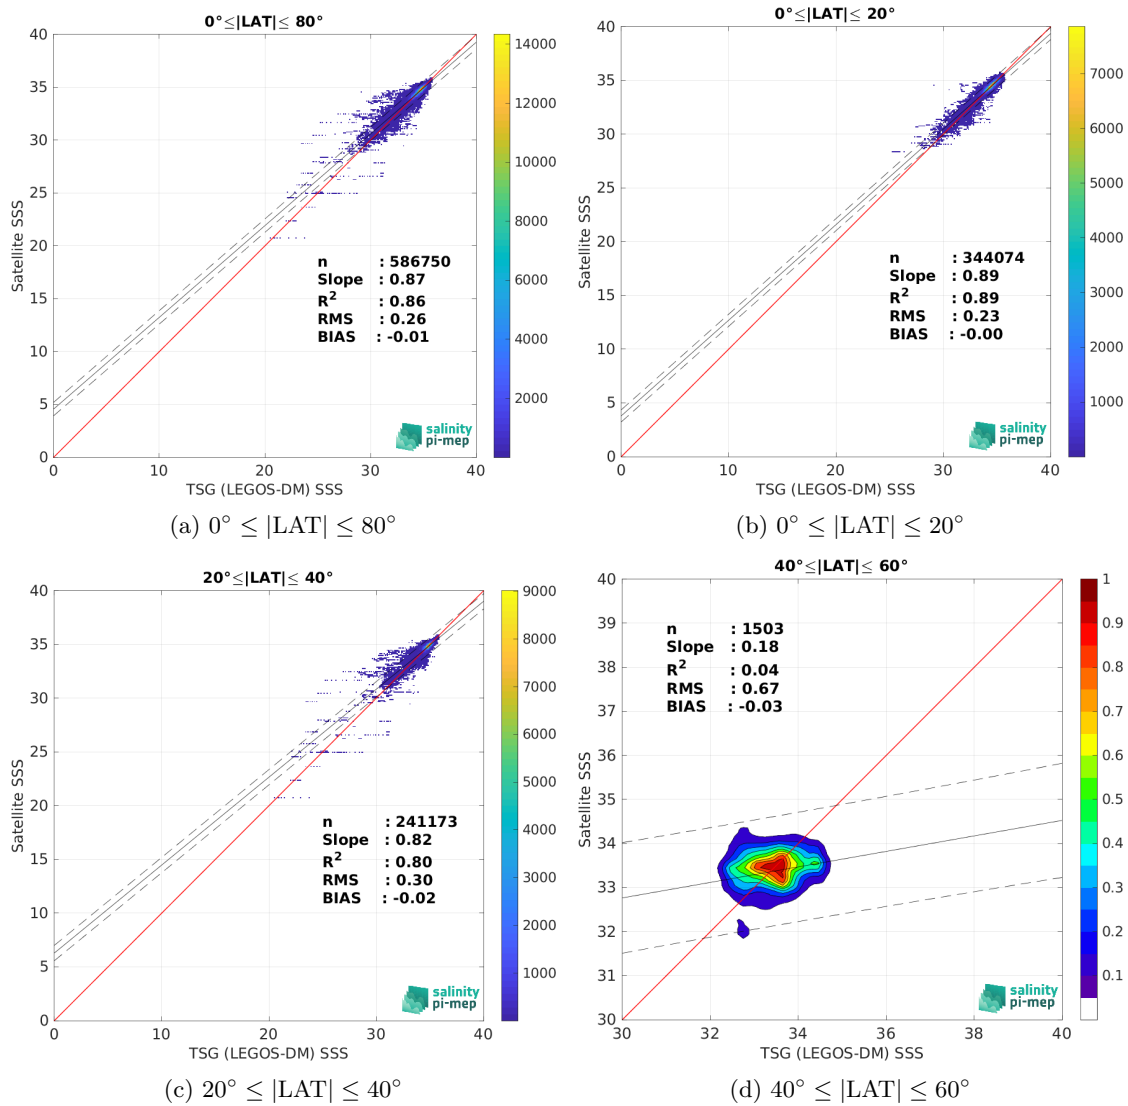 0°≤|LAT|≤ 80°
40
35
30
25
20
15
10
5
0
Satellite SSS
n : 586750
Slope : 0.87
R² : 0.86
RMS : 0.26
BIAS : -0.01
salinity
pi-mep
0 10 20 30 40
TSG (LEGOS-DM) SSS
14000
12000
10000
8000
6000
4000
2000
(a) 0° ≤ |LAT| ≤ 80°
0°≤|LAT|≤ 20°
40
35
30
25
20
15
10
5
0
Satellite SSS
n : 344074
Slope : 0.89
R² : 0.89
RMS : 0.23
BIAS : -0.00
salinity
pi-mep
0 10 20 30 40
TSG (LEGOS-DM) SSS
7000
6000
5000
4000
3000
2000
1000
(b) 0° ≤ |LAT| ≤ 20°
20°≤|LAT|≤ 40°
40
35
30
25
20
15
10
5
0
Satellite SSS
n : 241173
Slope : 0.82
R² : 0.80
RMS : 0.30
BIAS : -0.02
salinity
pi-mep
0 10 20 30 40
TSG (LEGOS-DM) SSS
9000
8000
7000
6000
5000
4000
3000
2000
1000
(c) 20° ≤ |LAT| ≤ 40°
40°≤|LAT|≤ 60°
40
39
38
37
36
35
34
33
32
31
30
Satellite SSS
n : 1503
Slope : 0.18
R² : 0.04
RMS : 0.67
BIAS : -0.03
salinity
pi-mep
30 32 34 36 38 40
TSG (LEGOS-DM) SSS
1
0.9
0.8
0.7
0.6
0.5
0.4
0.3
0.2
0.1
(d) 40° ≤ |LAT| ≤ 60°